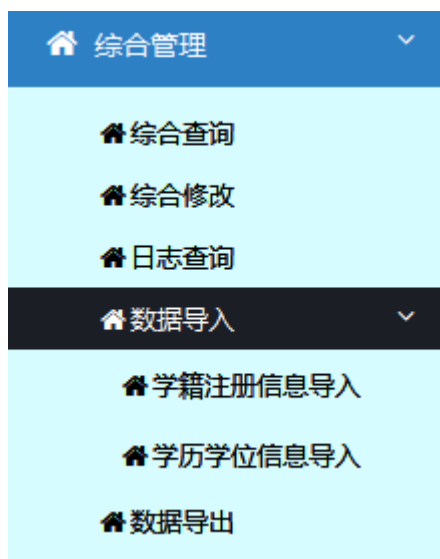 综合管理
综合查询
综合修改
日志查询
数据导入
学籍注册信息导入
学历学位信息导入
数据导出